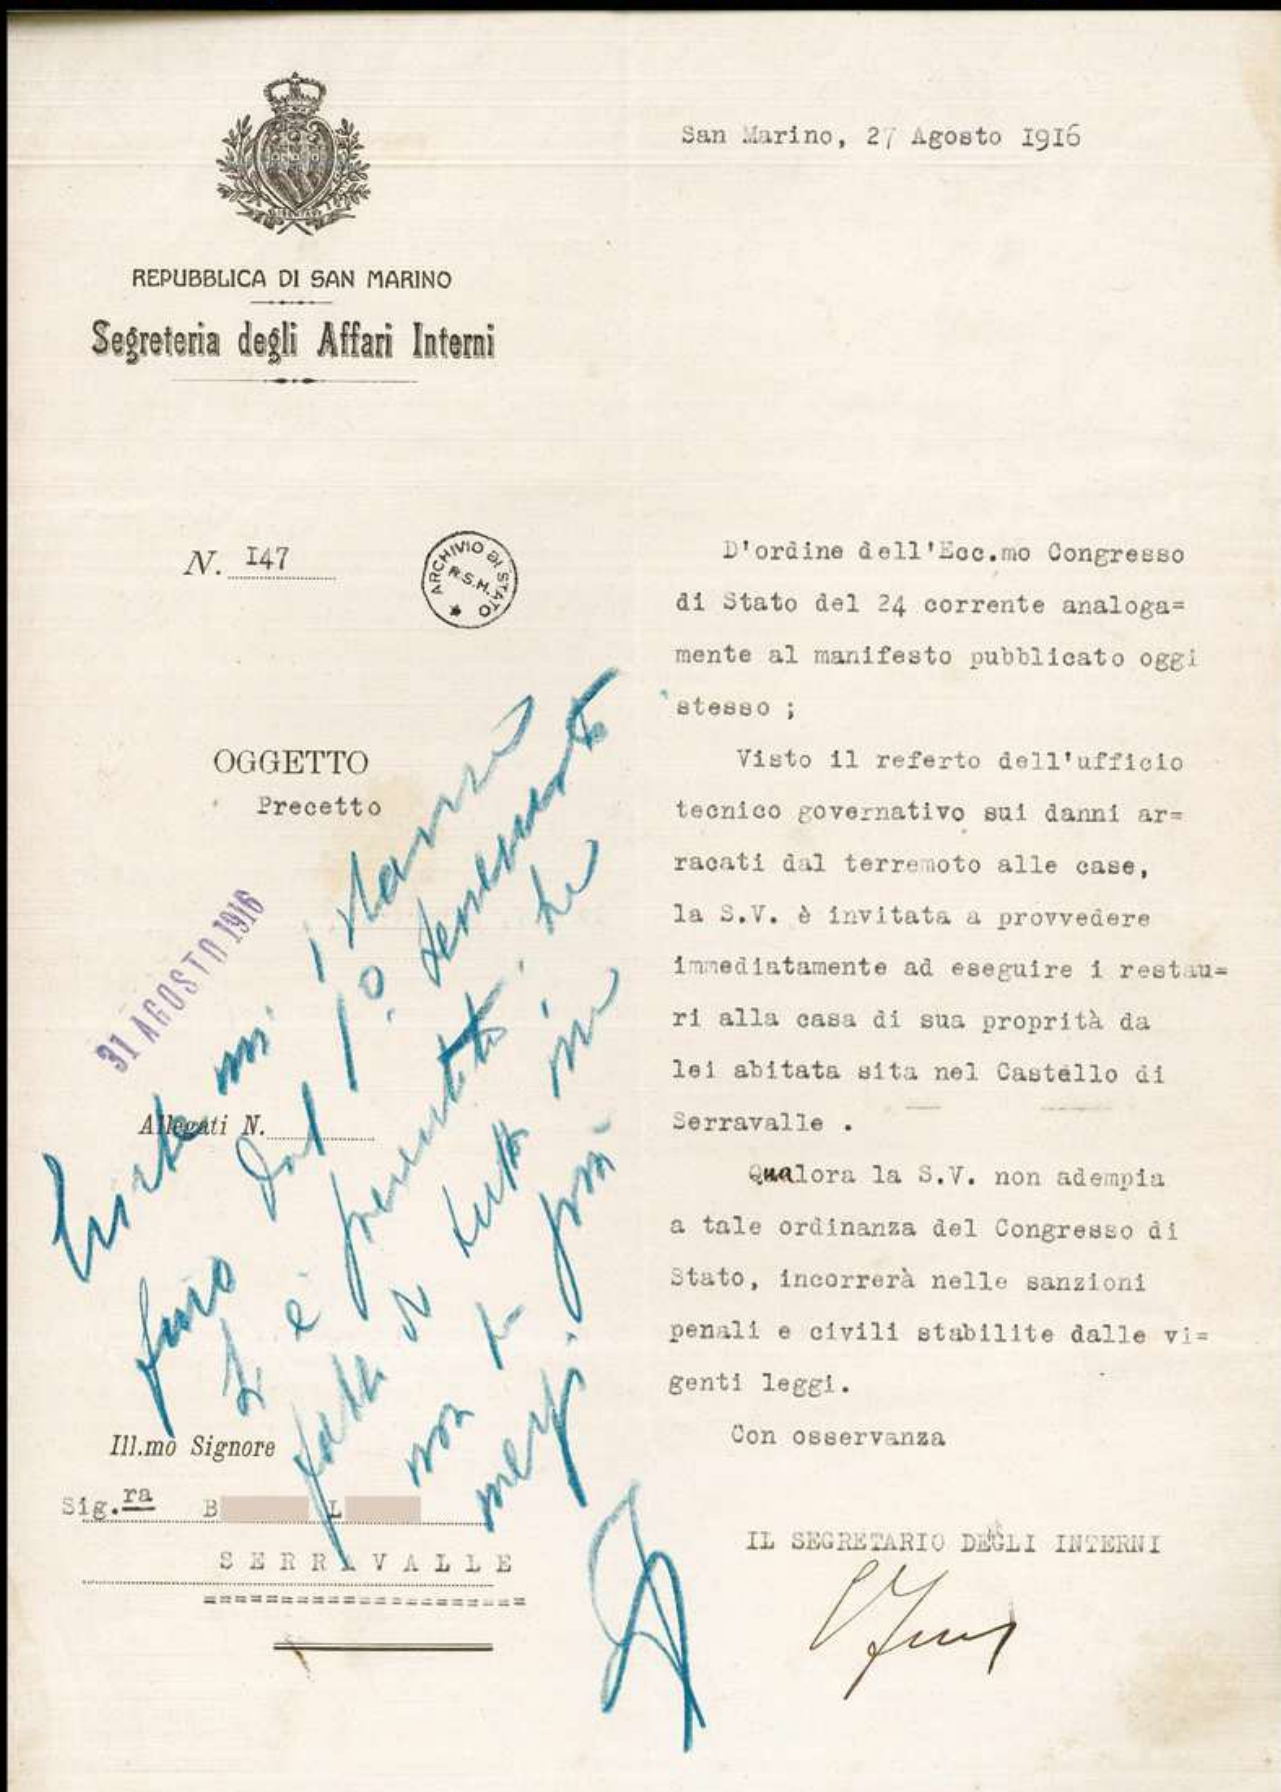 San Marino, 27 Agosto 1916
REPUBBLICA DI SAN MARINO
Segreteria degli Affari Interni
N. 147
ARCHIVIO DI STATO
R.S.M.
OGGETTO
Precetto
31 AGOSTO 1916
Allegati N.
Ill.mo Signore
Sig.ra B L
SERRAVALLE
D'ordine dell'Ecc.mo Congresso
di Stato del 24 corrente analoga=
mente al manifesto pubblicato oggi
stesso ;
Visto il referto dell'ufficio
tecnico governativo sui danni ar=
racati dal terremoto alle case,
la S.V. è invitata a provvedere
immediatamente ad eseguire i restau=
ri alla casa di sua proprità da
lei abitata sita nel Castello di
Serravalle .
Qualora la S.V. non adempia
a tale ordinanza del Congresso di
Stato, incorrerà nelle sanzioni
penali e civili stabilite dalle vi=
genti leggi.
Con osservanza
IL SEGRETARIO DEGLI INTERNI